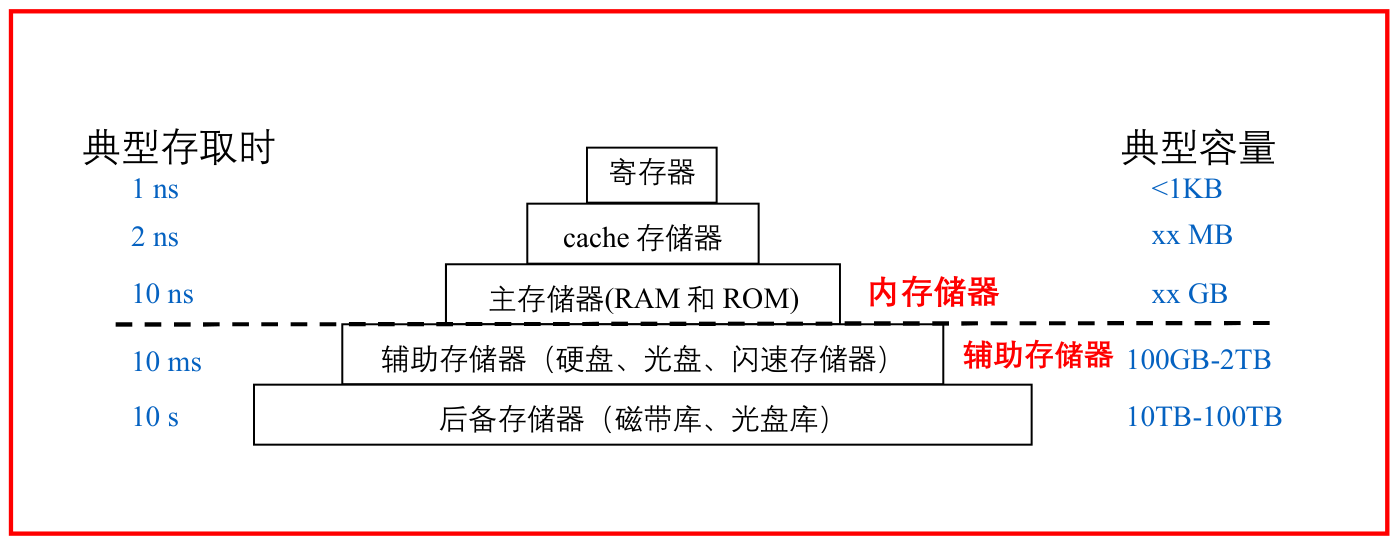 典型存取时
典型容量
1 ns
寄存器
<1KB
2 ns
cache 存储器
xx MB
10 ns
主存储器(RAM 和 ROM)
内存储器
xx GB
10 ms
辅助存储器（硬盘、光盘、闪速存储器）
辅助存储器
100GB-2TB
10 s
后备存储器（磁带库、光盘库）
10TB-100TB